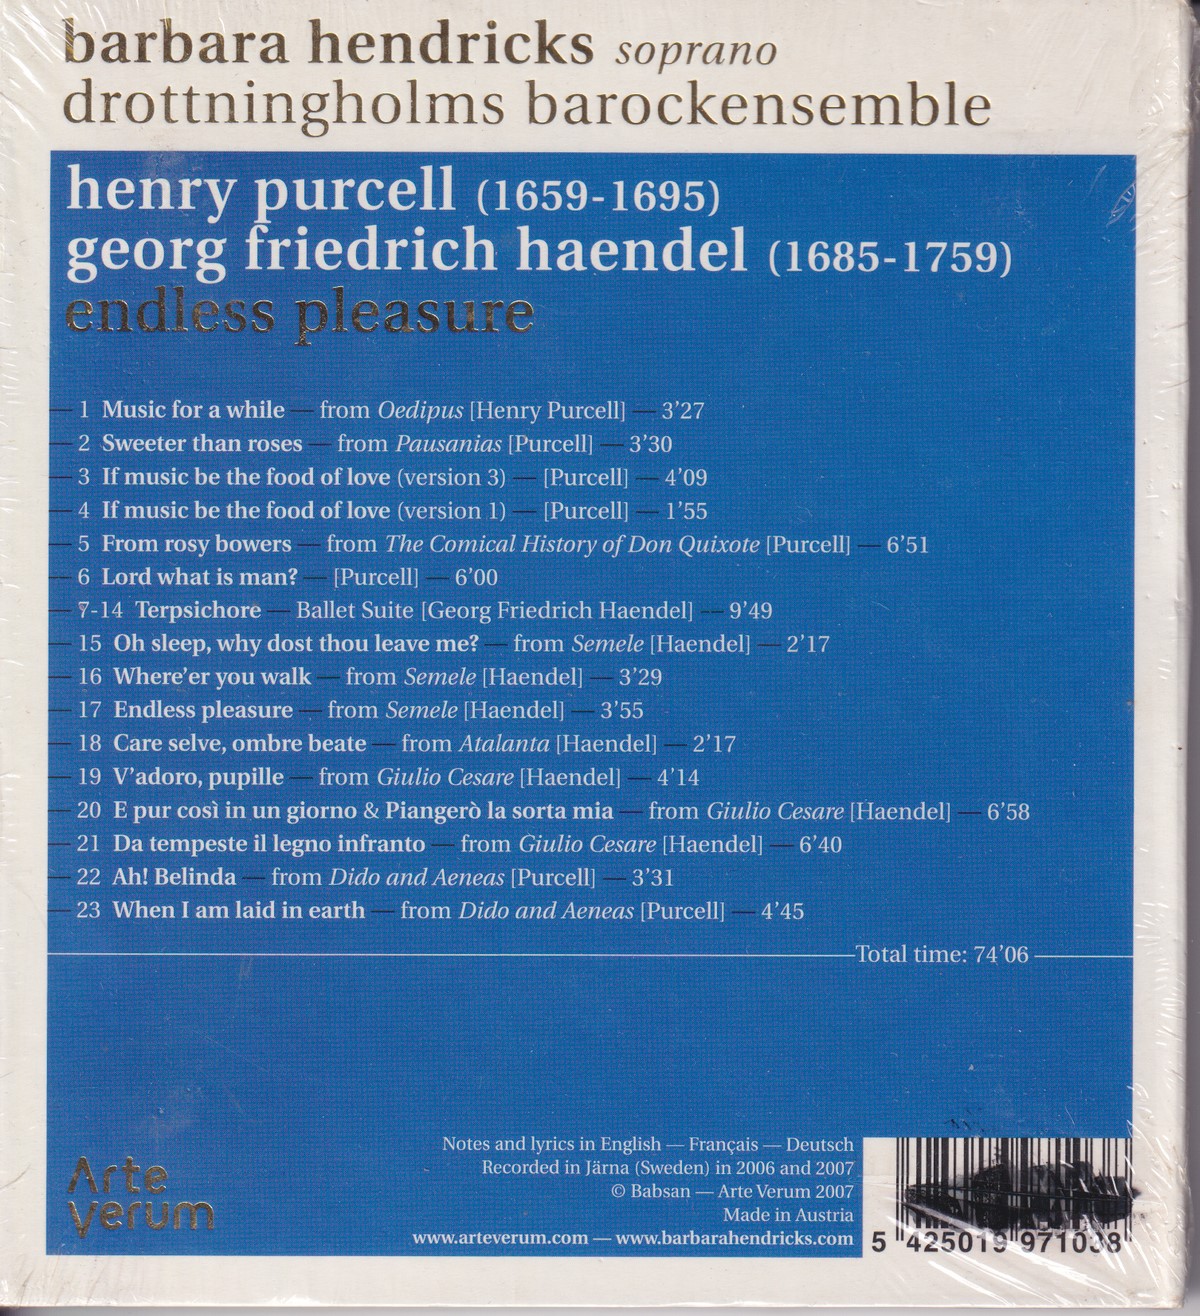 barbara hendricks soprano
drottningholms barockensemble
henry purcell (1659-1695)
georg friedrich haendel (1685-1759)
endless pleasure
— 1 Music for a while — from Oedipus [Henry Purcell] — 3’27
— 2 Sweeter than roses — from Pausanias [Purcell] — 3’30
— 3 If music be the food of love (version 3) — [Purcell] — 4’09
— 4 If music be the food of love (version 1) — [Purcell] — 1’55
— 5 From rosy bowers — from The Comical History of Don Quixote [Purcell] — 6’51
— 6 Lord what is man? — [Purcell] — 6’00
— 7-14 Terpsichore — Ballet Suite [Georg Friedrich Haendel] — 9’49
— 15 Oh sleep, why dost thou leave me? — from Semele [Haendel] — 2’17
— 16 Where’er you walk — from Semele [Haendel] — 3’29
— 17 Endless pleasure — from Semele [Haendel] — 3’55
— 18 Care selve, ombre beate — from Atalanta [Haendel] — 2’17
— 19 V’adoro, pupille — from Giulio Cesare [Haendel] — 4’14
— 20 E pur così in un giorno & Piangerò la sorta mia — from Giulio Cesare [Haendel] — 6’58
— 21 Da tempeste il legno infranto — from Giulio Cesare [Haendel] — 6’40
— 22 Ah! Belinda — from Dido and Aeneas [Purcell] — 3’31
— 23 When I am laid in earth — from Dido and Aeneas [Purcell] — 4’45
Total time: 74’06
Arte
verum
Notes and lyrics in English — Français — Deutsch
Recorded in Järna (Sweden) in 2006 and 2007
© Babsan — Arte Verum 2007
Made in Austria
www.arteverum.com — www.barbarahendricks.com
5 425019 971038